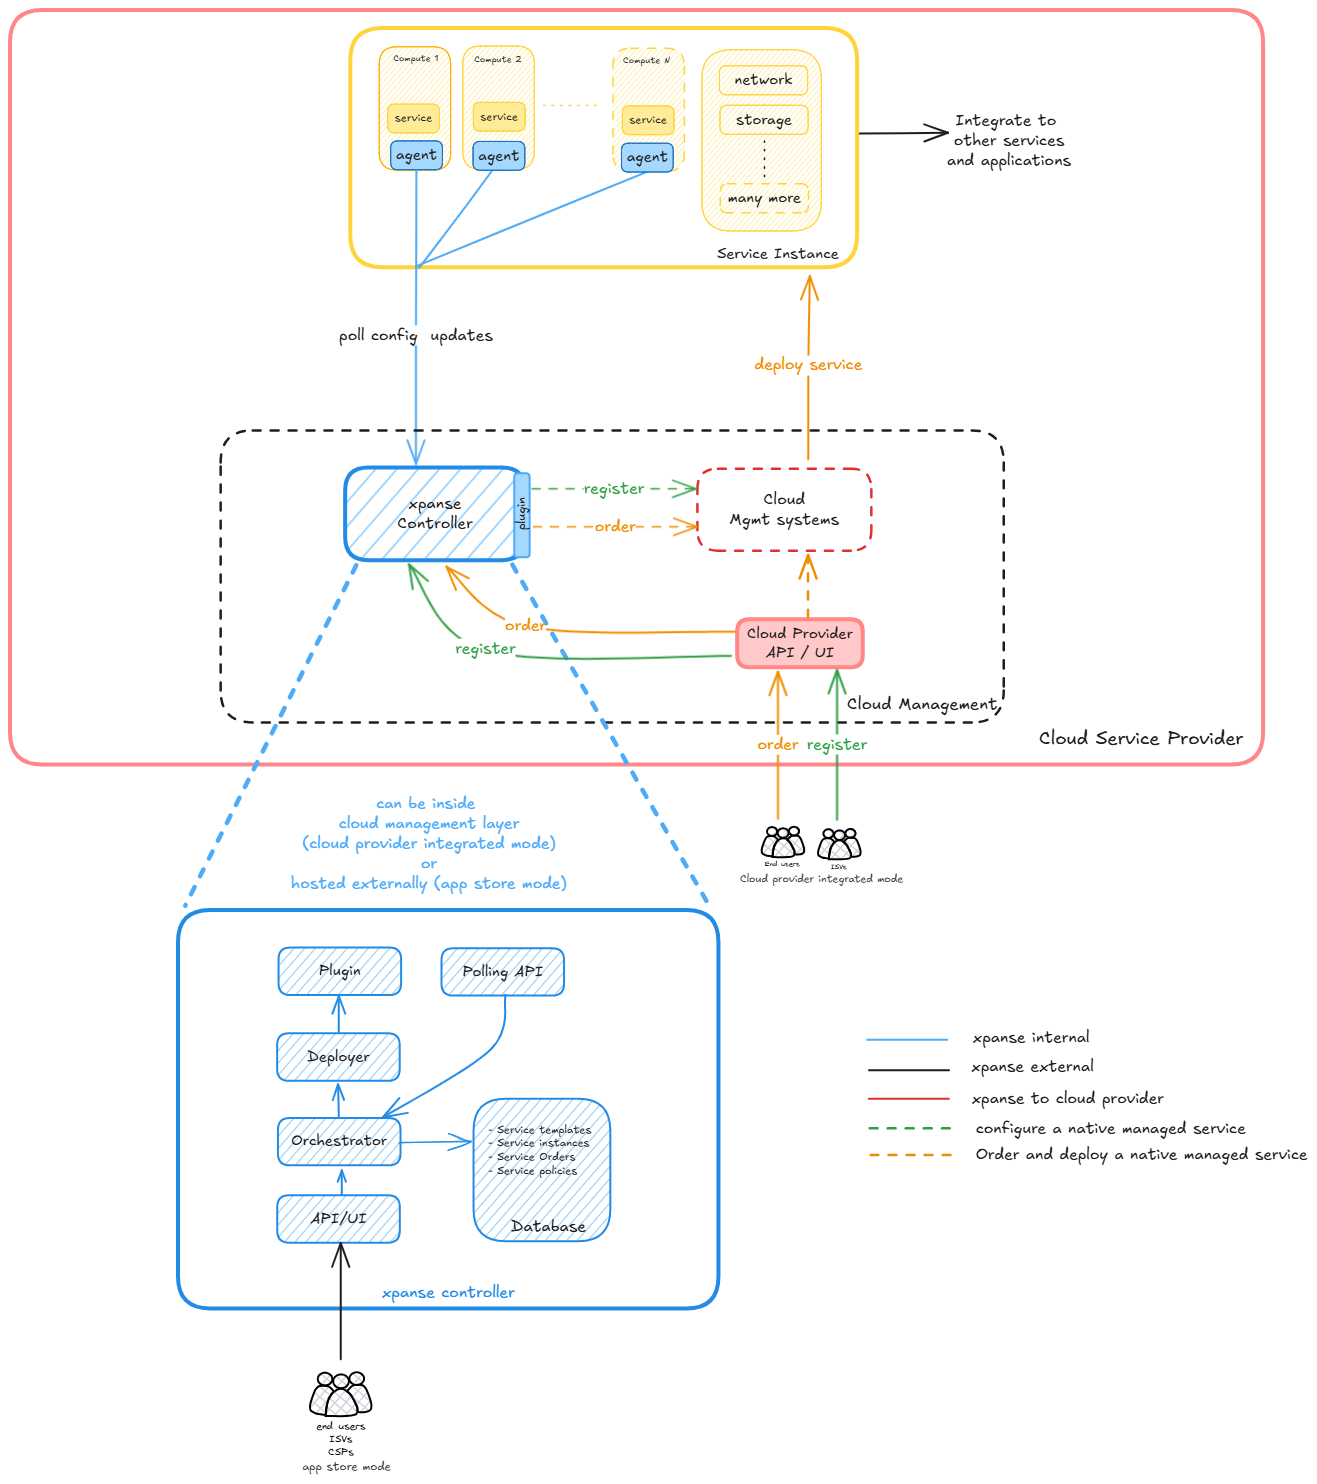 Compute 1
Compute 2
Compute N
network
service
service
service
storage
agent
agent
agent
many more
Service Instance
Integrate to
other services
and applications
poll config updates
deploy service
xpanse
Controller
plugin
register
order
Cloud
Mgmt systems
order
register
Cloud Provider
API / UI
Cloud Management
order
register
Cloud Service Provider
can be inside
cloud management layer
(cloud provider integrated mode)
or
hosted externally (app store mode)
End users
ISVs
Cloud provider integrated mode
Plugin
Polling API
Deployer
Orchestrator
- Service templates
- Service instances
- Service Orders
- Service policies
Database
API/UI
xpanse controller
xpanse internal
xpanse external
xpanse to cloud provider
configure a native managed service
Order and deploy a native managed service
end users
ISVs
CSPs
app store mode